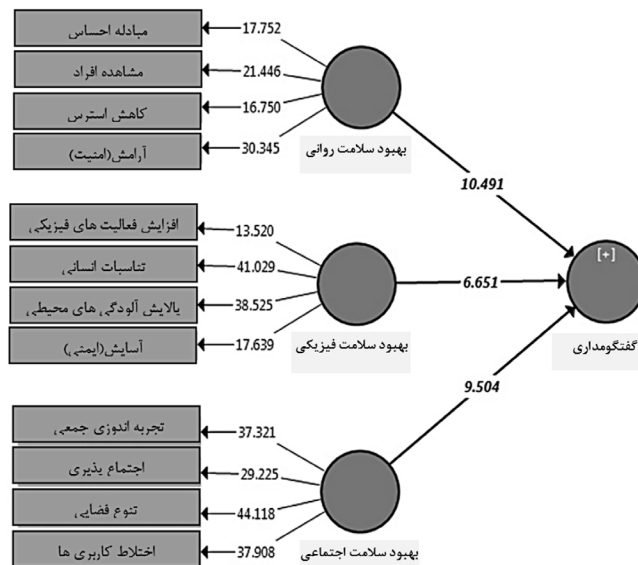 مبادله احساس
17.752
مشاهده افراد
21.446
کاهش استرس
16.750
آرامش(امنیت)
30.345
بهبود سلامت روانی
10.491
افزایش فعالیت های فیزیکی
13.520
تناسبات انسانی
41.029
پالایش آلودگی های محیطی
38.525
آسایش(ایمنی)
17.639
بهبود سلامت فیزیکی
6.651
[+]
گفتگومداری
9.504
تجربه اندوزی جمعی
37.321
اجتماع پذیری
29.225
تنوع فضایی
44.118
اختلاط کاربری ها
37.908
بهبود سلامت اجتماعی